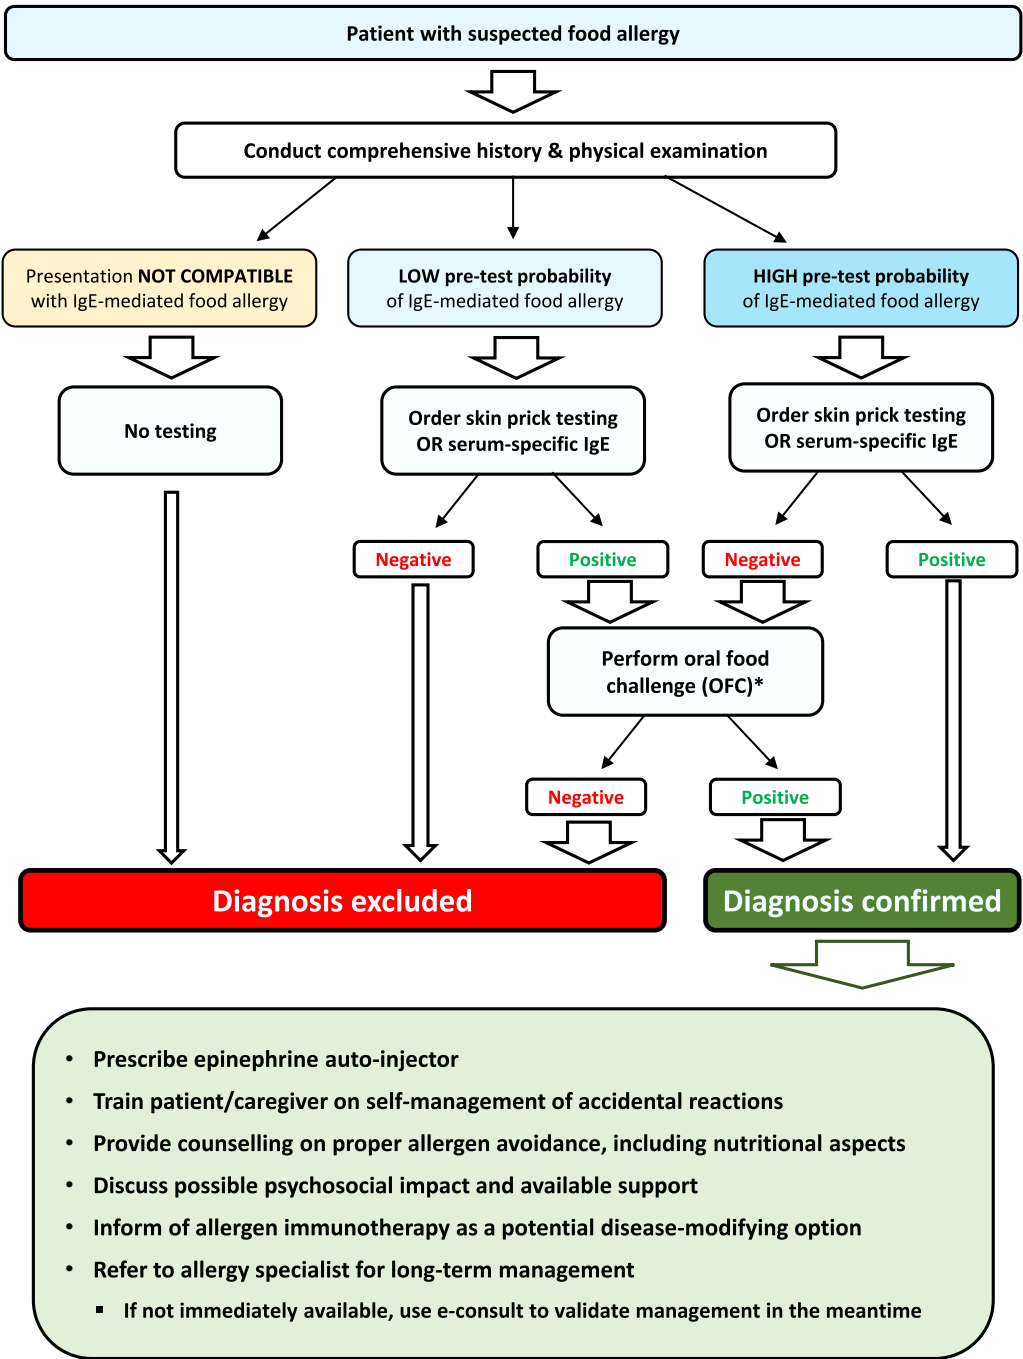 Patient with suspected food allergy
Conduct comprehensive history & physical examination
Presentation NOT COMPATIBLE
with IgE-mediated food allergy
LOW pre-test probability
of IgE-mediated food allergy
HIGH pre-test probability
of IgE-mediated food allergy
No testing
Order skin prick testing
OR serum-specific IgE
Order skin prick testing
OR serum-specific IgE
Negative
Positive
Negative
Positive
Perform oral food
challenge (OFC)*
Negative
Positive
Diagnosis excluded
Diagnosis confirmed
• Prescribe epinephrine auto-injector
• Train patient/caregiver on self-management of accidental reactions
• Provide counselling on proper allergen avoidance, including nutritional aspects
• Discuss possible psychosocial impact and available support
• Inform of allergen immunotherapy as a potential disease-modifying option
• Refer to allergy specialist for long-term management
▪ If not immediately available, use e-consult to validate management in the meantime